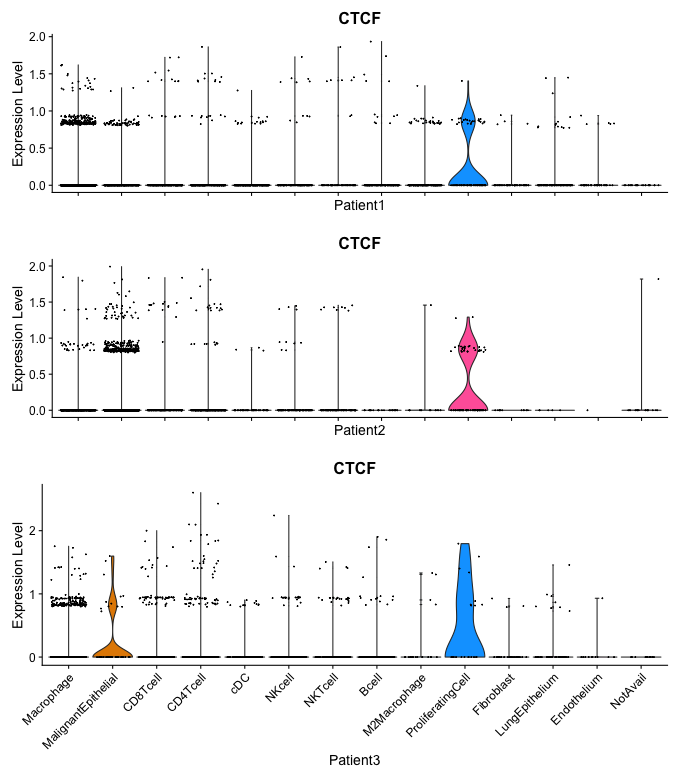 CTCF
Expression Level
2.0
1.5
1.0
0.5
0.0
Patient1
CTCF
Expression Level
2.0
1.5
1.0
0.5
0.0
Patient2
CTCF
Expression Level
2
1
0
Macrophage
MalignantEpithelial
CD8Tcell
CD4Tcell
cDC
NKcell
NKTcell
Bcell
M2Macrophage
ProliferatingCell
Fibroblast
LungEpithelium
Endothelium
NotAvail
Patient3